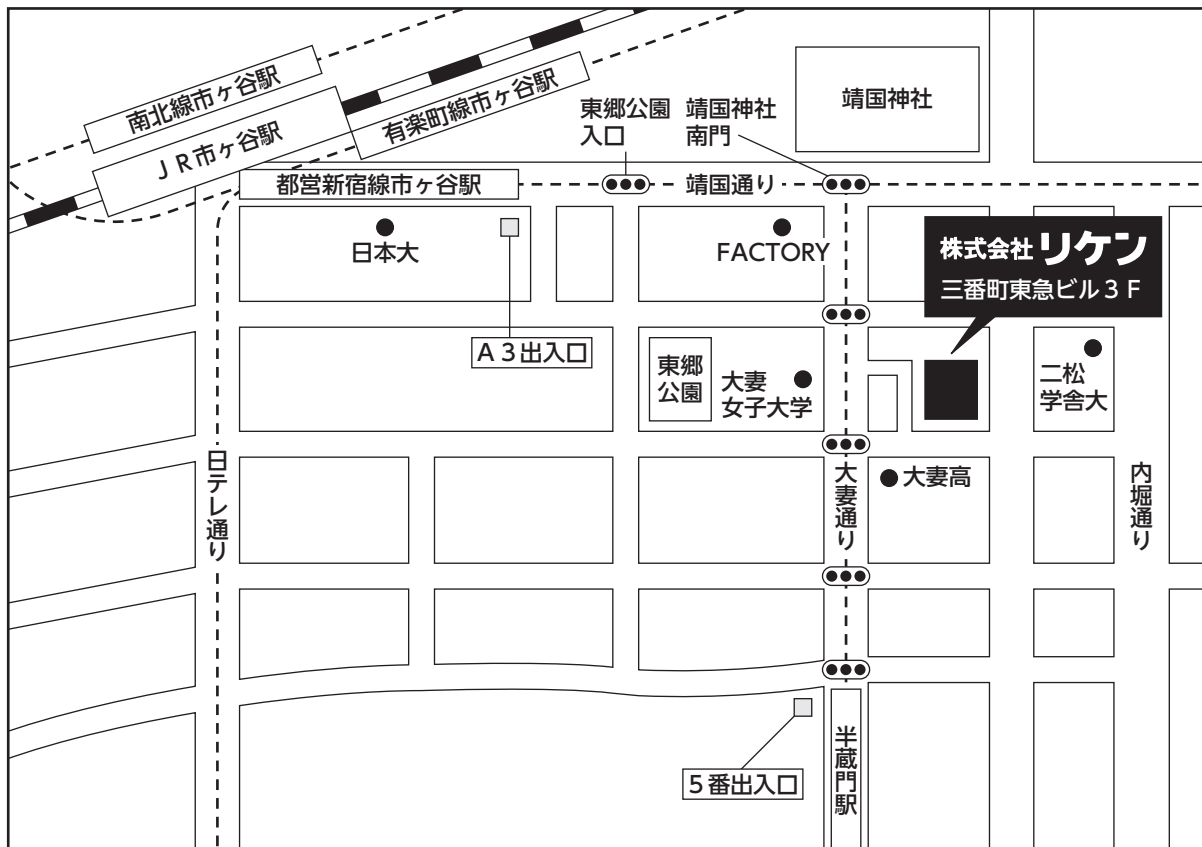 南北線市ヶ谷駅
ＪＲ市ヶ谷駅
有楽町線市ヶ谷駅
都営新宿線市ヶ谷駅
東郷公園
入口
靖国神社
南門
靖国神社
靖国通り
日本大
FACTORY
株式会社リケン
三番町東急ビル３Ｆ
Ａ３出入口
東郷
公園
大妻
女子大学
二松
学舎大
日テレ通り
大妻通り
大妻高
内堀通り
５番出入口
半蔵門駅